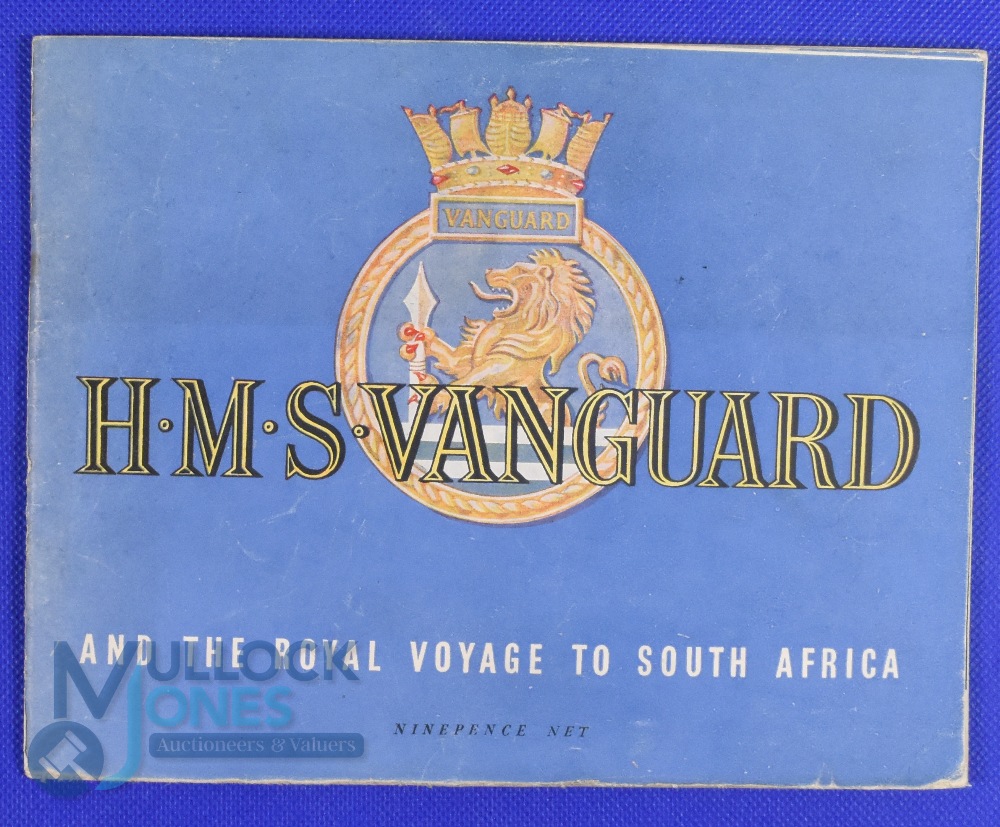 VANGUARD
H·M·S·VANGUARD
AND THE ROYAL VOYAGE TO SOUTH AFRICA
NINEPENCE NET
MULLOCK
JONES
Auctioneers & Valuers